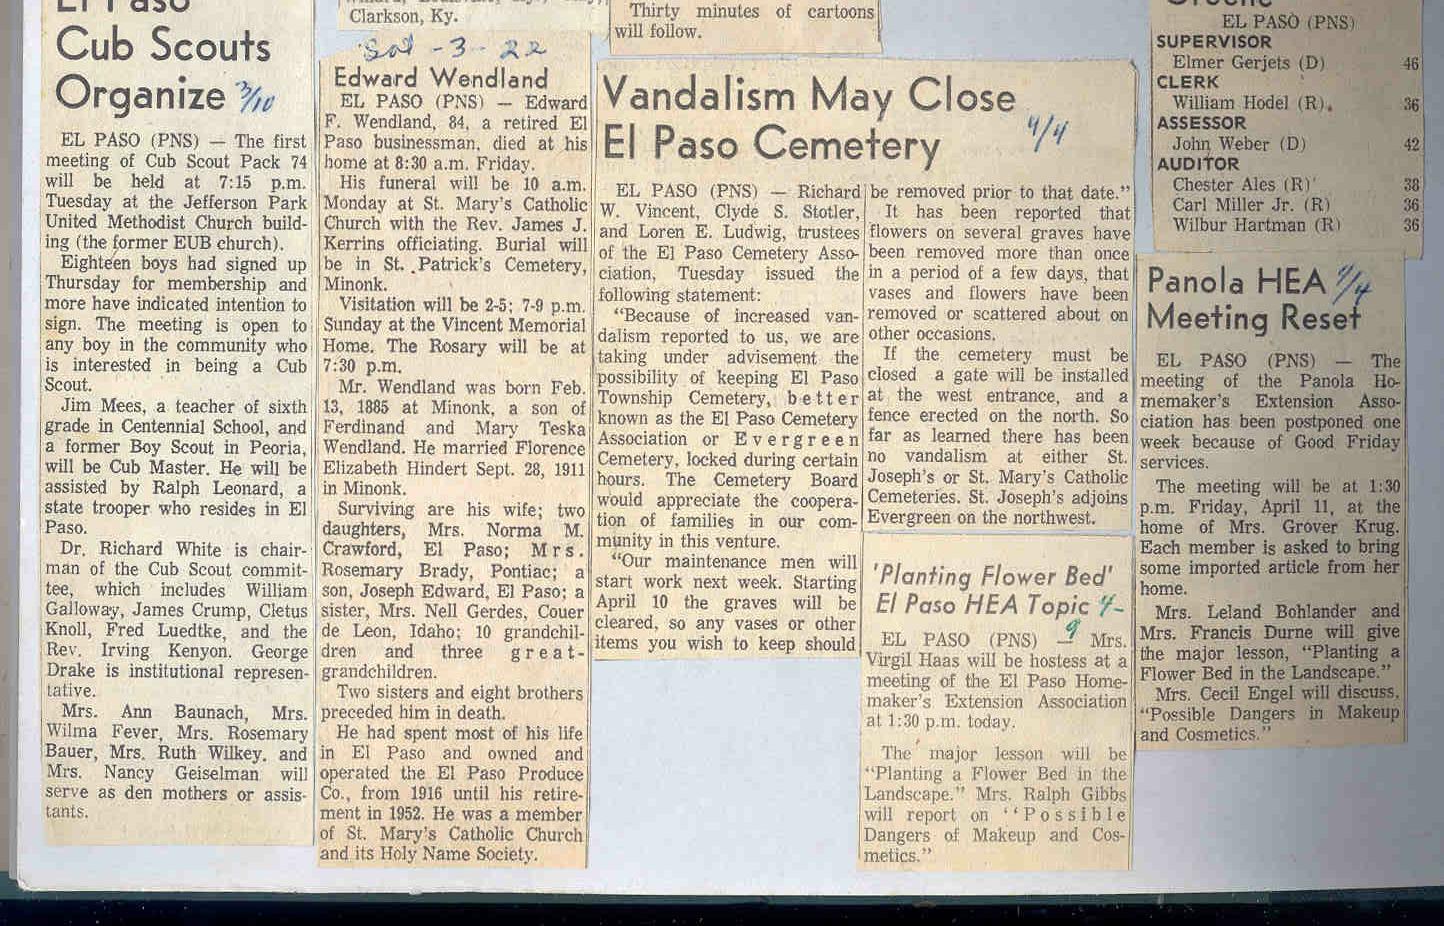 El Paso
Cub Scouts
Organize 3/10
EL PASO (PNS) — The first
meeting of Cub Scout Pack 74
will be held at 7:15 p.m.
Tuesday at the Jefferson Park
United Methodist Church build-
ing (the former EUB church).
Eighteen boys had signed up
Thursday for membership and
more have indicated intention to
sign. The meeting is open to
any boy in the community who
is interested in being a Cub
Scout.
Jim Mees, a teacher of sixth
grade in Centennial School, and
a former Boy Scout in Peoria,
will be Cub Master. He will be
assisted by Ralph Leonard, a
state trooper who resides in El
Paso.
Dr. Richard White is chair-
man of the Cub Scout commit-
tee, which includes William
Galloway, James Crump, Cletus
Knoll, Fred Luedtke, and the
Rev. Irving Kenyon. George
Drake is institutional represen-
tative.
Mrs. Ann Baunach, Mrs.
Wilma Fever, Mrs. Rosemary
Bauer, Mrs. Ruth Wilkey, and
Mrs. Nancy Geiselman will
serve as den mothers or assis-
tants.
Clarkson, Ky.
Sat -3- 22
Edward Wendland
EL PASO (PNS) — Edward
F. Wendland, 84, a retired El
Paso businessman, died at his
home at 8:30 a.m. Friday.
His funeral will be 10 a.m.
Monday at St. Mary's Catholic
Church with the Rev. James J.
Kerrins officiating. Burial will
be in St. Patrick's Cemetery,
Minonk.
Visitation will be 2-5; 7-9 p.m.
Sunday at the Vincent Memorial
Home. The Rosary will be at
7:30 p.m.
Mr. Wendland was born Feb.
13, 1885 at Minonk, a son of
Ferdinand and Mary Teska
Wendland. He married Florence
Elizabeth Hindert Sept. 28, 1911
in Minonk.
Surviving are his wife; two
daughters, Mrs. Norma M.
Crawford, El Paso; Mrs.
Rosemary Brady, Pontiac; a
son, Joseph Edward, El Paso; a
sister, Mrs. Nell Gerdes, Couer
de Leon, Idaho; 10 grandchil-
dren and three great-
grandchildren.
Two sisters and eight brothers
preceded him in death.
He had spent most of his life
in El Paso and owned and
operated the El Paso Produce
Co., from 1916 until his retire-
ment in 1952. He was a member
of St. Mary's Catholic Church
and its Holy Name Society.
Thirty minutes of cartoons
will follow.
Vandalism May Close
El Paso Cemetery 4/4
EL PASO (PNS) — Richard
W. Vincent, Clyde S. Stotler,
and Loren E. Ludwig, trustees
of the El Paso Cemetery Asso-
ciation, Tuesday issued the
following statement:
"Because of increased van-
dalism reported to us, we are
taking under advisement the
possibility of keeping El Paso
Township Cemetery, better
known as the El Paso Cemetery
Association or Evergreen
Cemetery, locked during certain
hours. The Cemetery Board
would appreciate the coopera-
tion of families in our com-
munity in this venture.
"Our maintenance men will
start work next week. Starting
April 10 the graves will be
cleared, so any vases or other
items you wish to keep should
be removed prior to that date."
It has been reported that
flowers on several graves have
been removed more than once
in a period of a few days, that
vases and flowers have been
removed or scattered about on
other occasions.
If the cemetery must be
closed a gate will be installed
at the west entrance, and a
fence erected on the north. So
far as learned there has been
no vandalism at either St.
Joseph's or St. Mary's Catholic
Cemeteries. St. Joseph's adjoins
Evergreen on the northwest.
'Planting Flower Bed'
El Paso HEA Topic 4-
9
EL PASO (PNS) — Mrs.
Virgil Haas will be hostess at a
meeting of the El Paso Home-
maker's Extension Association
at 1:30 p.m. today.
The major lesson will be
"Planting a Flower Bed in the
Landscape." Mrs. Ralph Gibbs
will report on ''Possible
Dangers of Makeup and Cos-
metics."
Greene
EL PASO (PNS)
SUPERVISOR
Elmer Gerjets (D) 46
CLERK
William Hodel (R). 36
ASSESSOR
John Weber (D) 42
AUDITOR
Chester Ales (R) 38
Carl Miller Jr. (R) 36
Wilbur Hartman (R) 36
Panola HEA 4/4
Meeting Reset
EL PASO (PNS) — The
meeting of the Panola Ho-
memaker's Extension Asso-
ciation has been postponed one
week because of Good Friday
services.
The meeting will be at 1:30
p.m. Friday, April 11, at the
home of Mrs. Grover Krug.
Each member is asked to bring
some imported article from her
home.
Mrs. Leland Bohlander and
Mrs. Francis Durne will give
the major lesson, "Planting a
Flower Bed in the Landscape."
Mrs. Cecil Engel will discuss,
"Possible Dangers in Makeup
and Cosmetics."